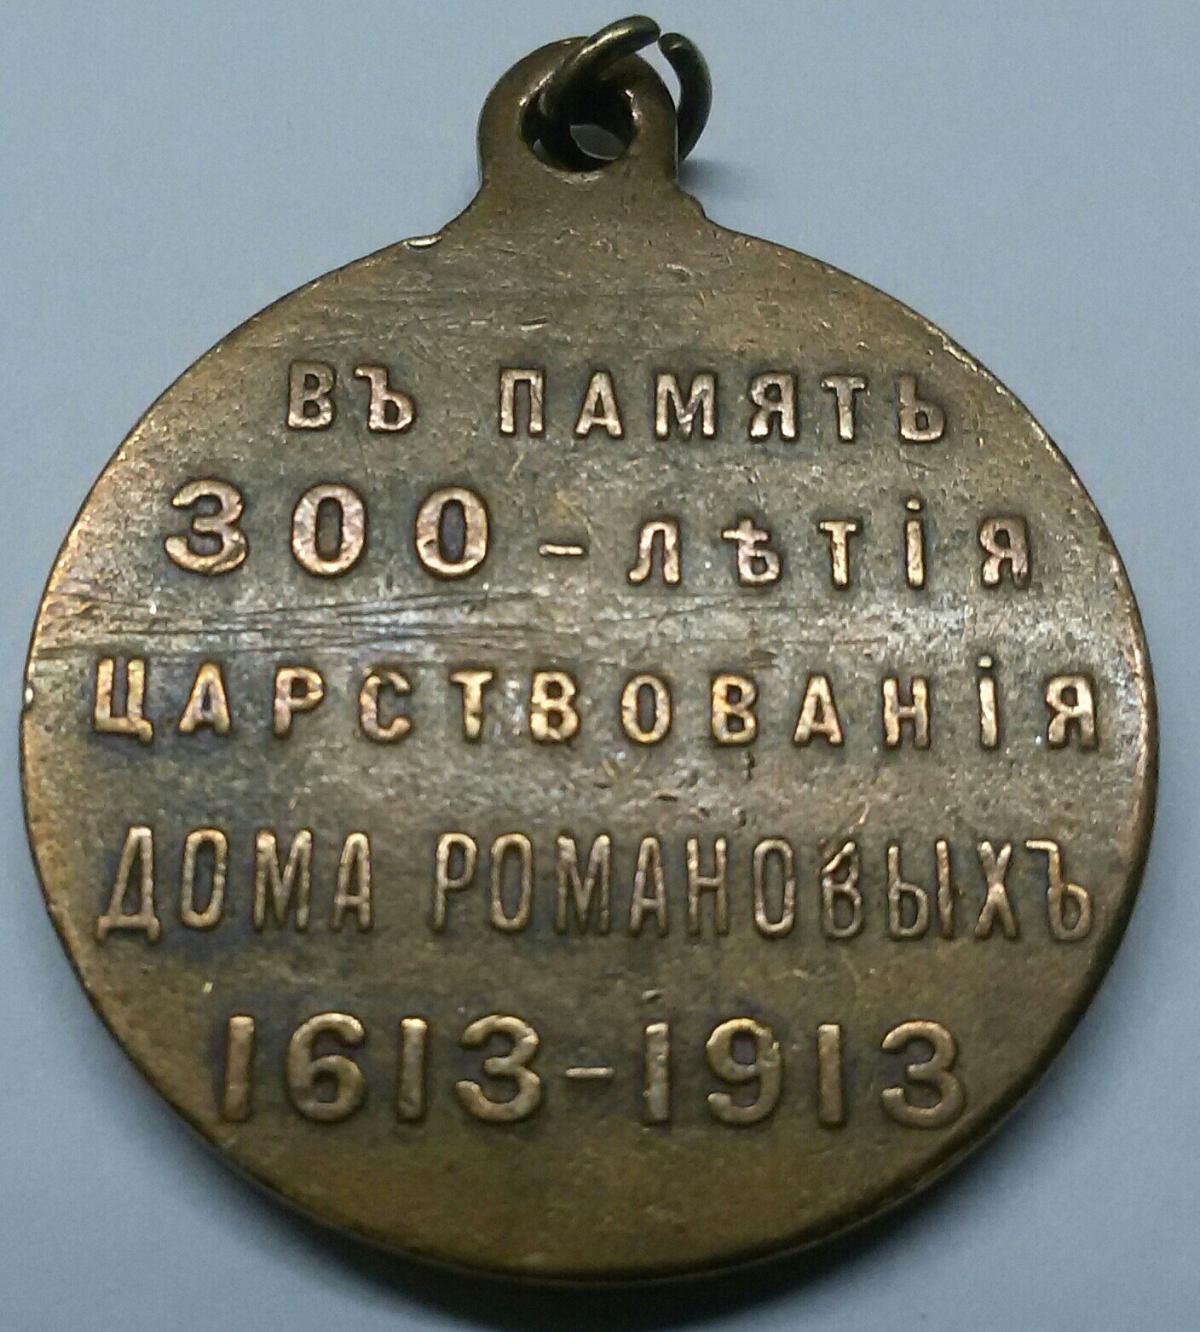 ВЪ ПАМЯТЬ
300-лѢТіЯ
ЦАРСТВОВАНіЯ
ДОМА РОМАНОВЫХЪ
1613-1913